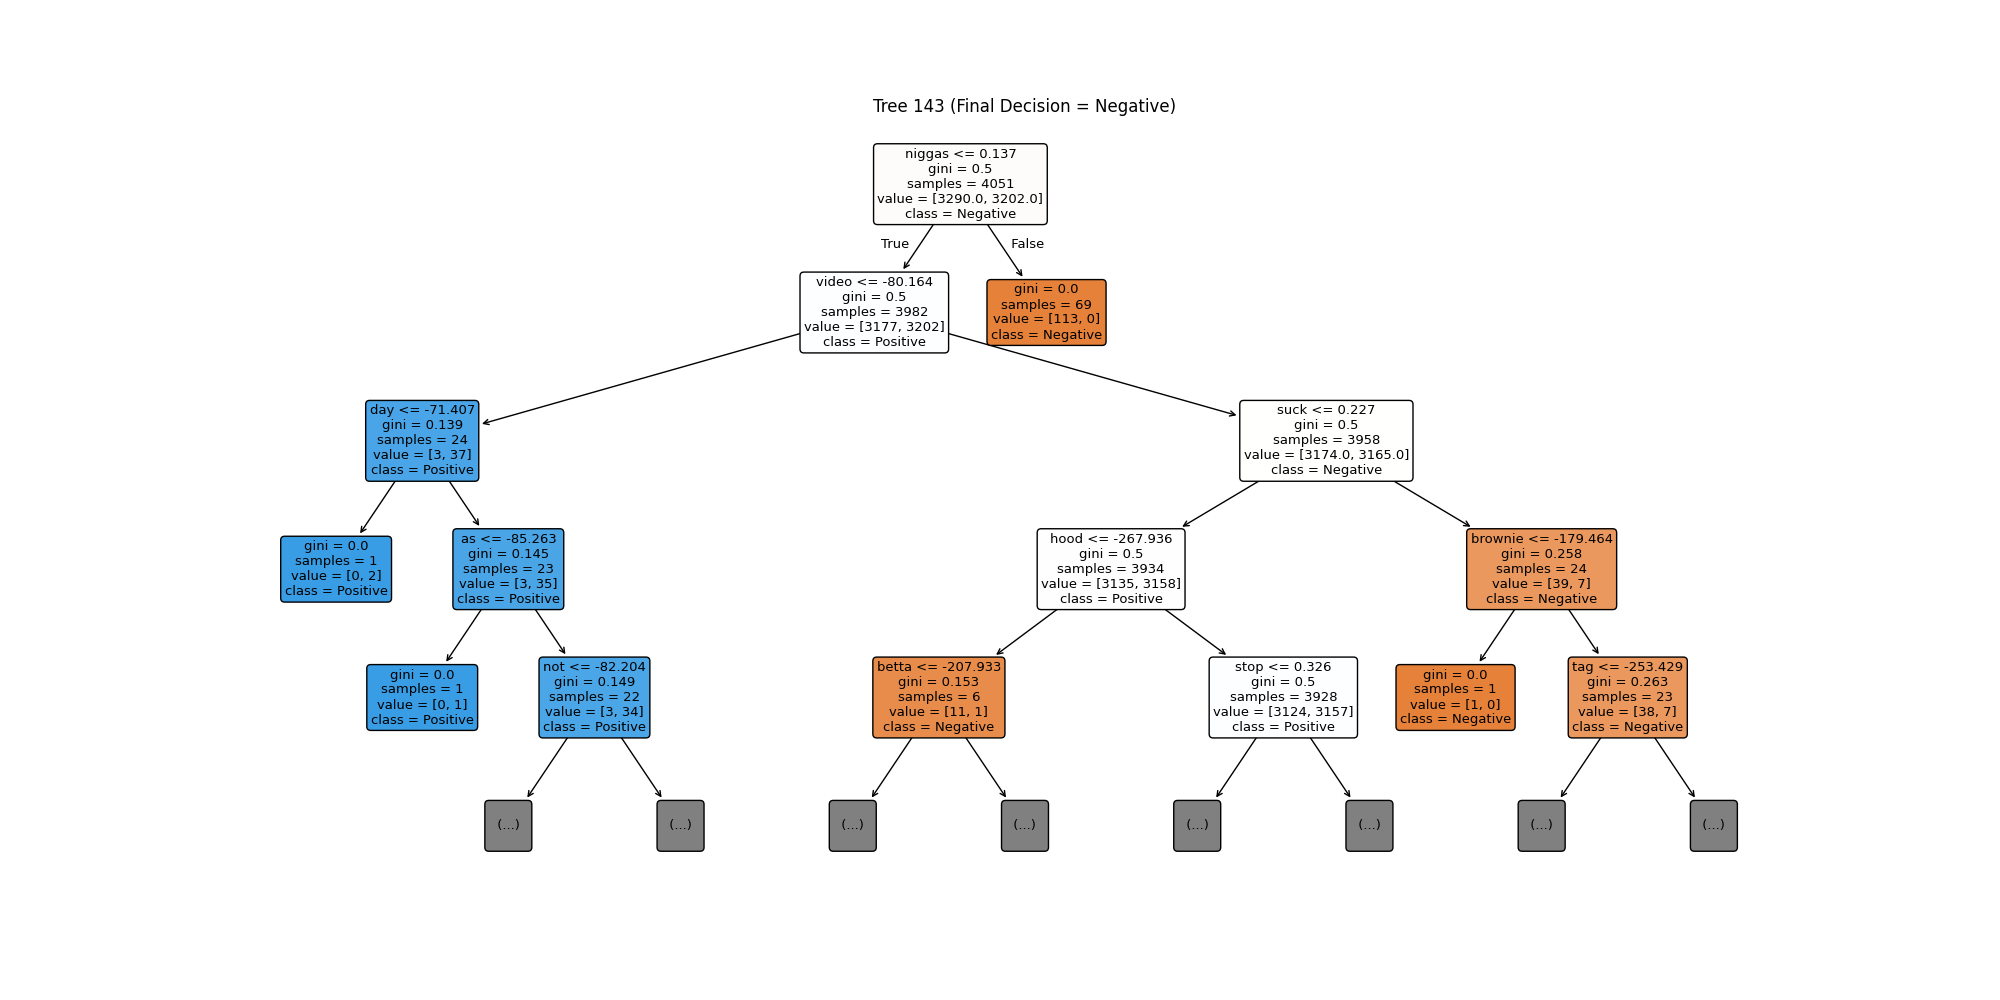 Tree 143 (Final Decision = Negative)
niggas <= 0.137
gini = 0.5
samples = 4051
value = [3290.0, 3202.0]
class = Negative
True
False
video <= -80.164
gini = 0.5
samples = 3982
value = [3177, 3202]
class = Positive
gini = 0.0
samples = 69
value = [113, 0]
class = Negative
day <= -71.407
gini = 0.139
samples = 24
value = [3, 37]
class = Positive
suck <= 0.227
gini = 0.5
samples = 3958
value = [3174.0, 3165.0]
class = Negative
gini = 0.0
samples = 1
value = [0, 2]
class = Positive
as <= -85.263
gini = 0.145
samples = 23
value = [3, 35]
class = Positive
hood <= -267.936
gini = 0.5
samples = 3934
value = [3135, 3158]
class = Positive
brownie <= -179.464
gini = 0.258
samples = 24
value = [39, 7]
class = Negative
gini = 0.0
samples = 1
value = [0, 1]
class = Positive
not <= -82.204
gini = 0.149
samples = 22
value = [3, 34]
class = Positive
betta <= -207.933
gini = 0.153
samples = 6
value = [11, 1]
class = Negative
stop <= 0.326
gini = 0.5
samples = 3928
value = [3124, 3157]
class = Positive
gini = 0.0
samples = 1
value = [1, 0]
class = Negative
tag <= -253.429
gini = 0.263
samples = 23
value = [38, 7]
class = Negative
(...)
(...)
(...)
(...)
(...)
(...)
(...)
(...)